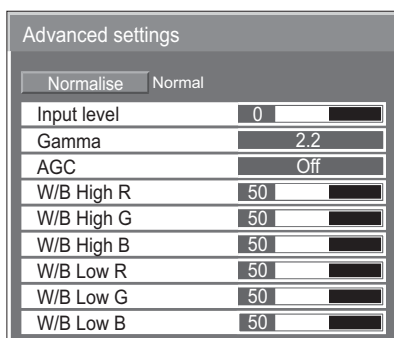 Advanced settings
Normalise Normal
Input level 0
Gamma 2.2
AGC Off
W/B High R 50
W/B High G 50
W/B High B 50
W/B Low R 50
W/B Low G 50
W/B Low B 50